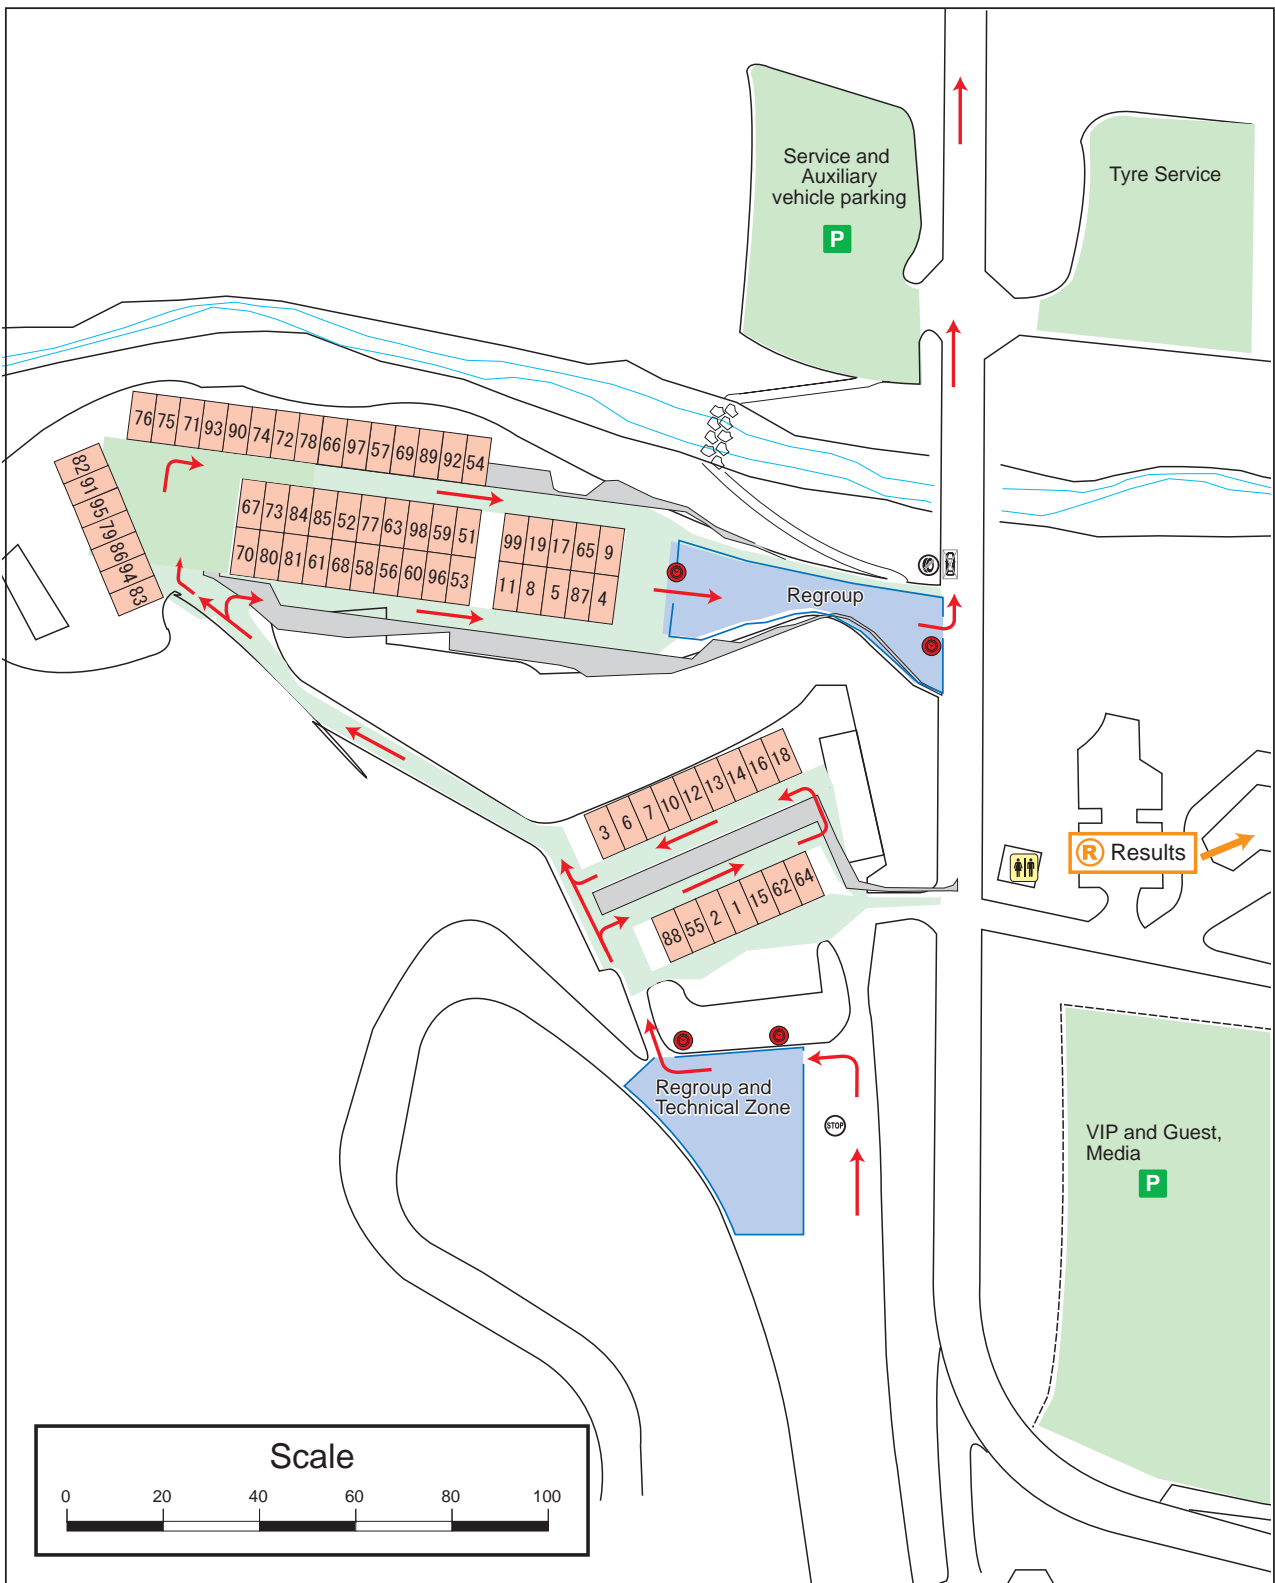 Service and
Auxiliary
vehicle parking
P
Tyre Service
76 75 71 93 90 74 72 78 66 97 57 69 89 92 54
82 91 95 79 86 94 83
67 73 84 85 52 77 63 98 59 51
70 80 81 61 68 58 56 60 96 53
99 19 17 65 9
11 8 5 87 4
Regroup
3 6 7 10 12 13 14 16 18
88 55 2 1 15 62 64
R Results
Regroup and
Technical Zone
STOP
VIP and Guest,
Media
P
Scale
0 20 40 60 80 100